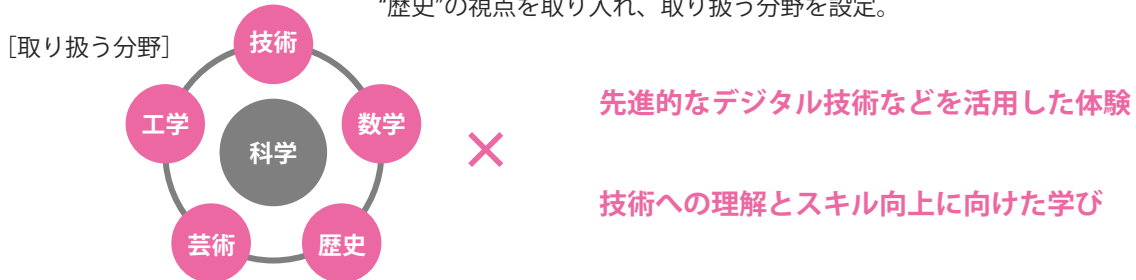 “歴史”の視点を取り入れ、取り扱う分野を設定。
［取り扱う分野］
技術
工学
数学
科学
芸術
歴史
×
先進的なデジタル技術などを活用した体験
技術への理解とスキル向上に向けた学び